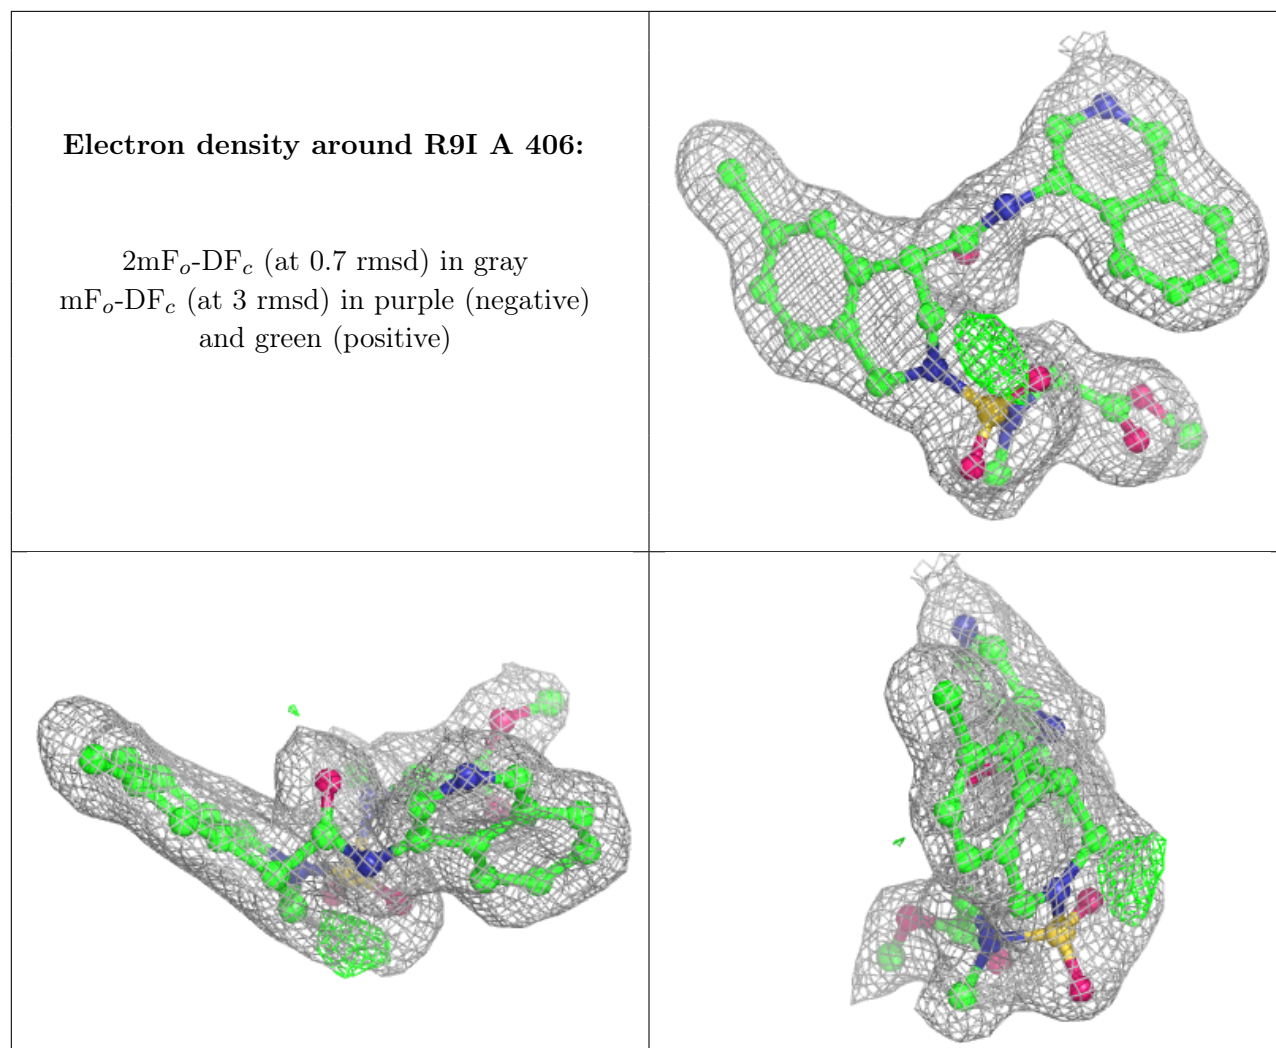 Electron density around R9I A 406:
2mFo-DFc (at 0.7 rmsd) in gray
mFo-DFc (at 3 rmsd) in purple (negative)
and green (positive)